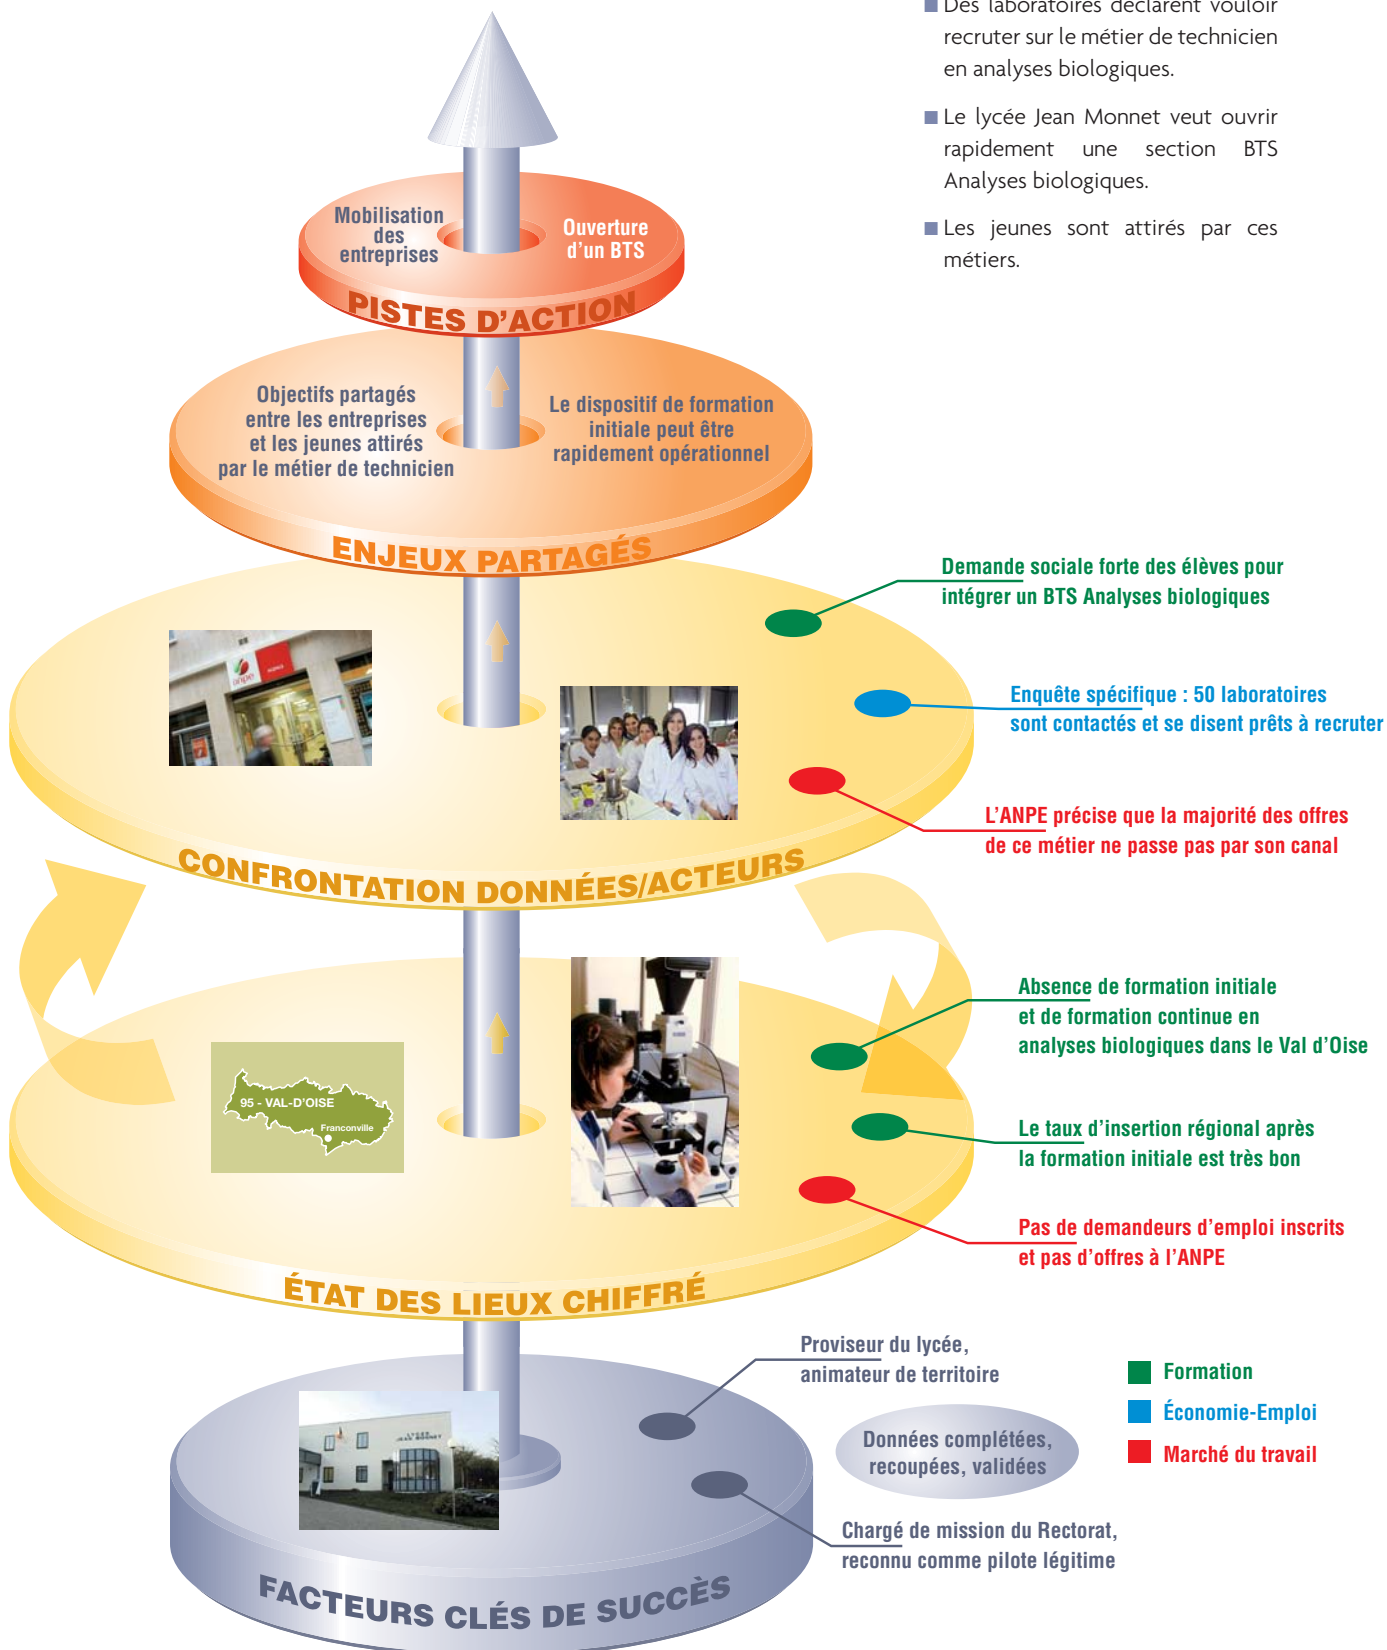 ■ Des laboratoires déclarent vouloir
recruter sur le métier de technicien
en analyses biologiques.
■ Le lycée Jean Monnet veut ouvrir
rapidement une section BTS
Analyses biologiques.
■ Les jeunes sont attirés par ces
métiers.
Mobilisation
des
entreprises
Ouverture
d'un BTS
PISTES D'ACTION
Objectifs partagés
entre les entreprises
et les jeunes attirés
par le métier de technicien
Le dispositif de formation
initiale peut être
rapidement opérationnel
ENJEUX PARTAGÉS
Demande sociale forte des élèves pour
intégrer un BTS Analyses biologiques
anpe
Enquête spécifique : 50 laboratoires
sont contactés et se disent prêts à recruter
L'ANPE précise que la majorité des offres
de ce métier ne passe pas par son canal
CONFRONTATION DONNÉES/ACTEURS
Absence de formation initiale
et de formation continue en
analyses biologiques dans le Val d'Oise
95 - VAL-D'OISE
Franconville
Le taux d'insertion régional après
la formation initiale est très bon
Pas de demandeurs d'emploi inscrits
et pas d'offres à l'ANPE
ÉTAT DES LIEUX CHIFFRÉ
Proviseur du lycée,
animateur de territoire
LYCÉE
JEAN MONNET
Données complétées,
recoupées, validées
Chargé de mission du Rectorat,
reconnu comme pilote légitime
Formation
Économie-Emploi
Marché du travail
FACTEURS CLÉS DE SUCCÈS